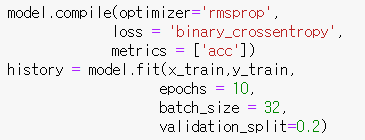 model.compile(optimizer='rmsprop',
              loss = 'binary_crossentropy',
              metrics = ['acc'])
history = model.fit(x_train,y_train,
                    epochs = 10,
                    batch_size = 32,
                    validation_split=0.2)